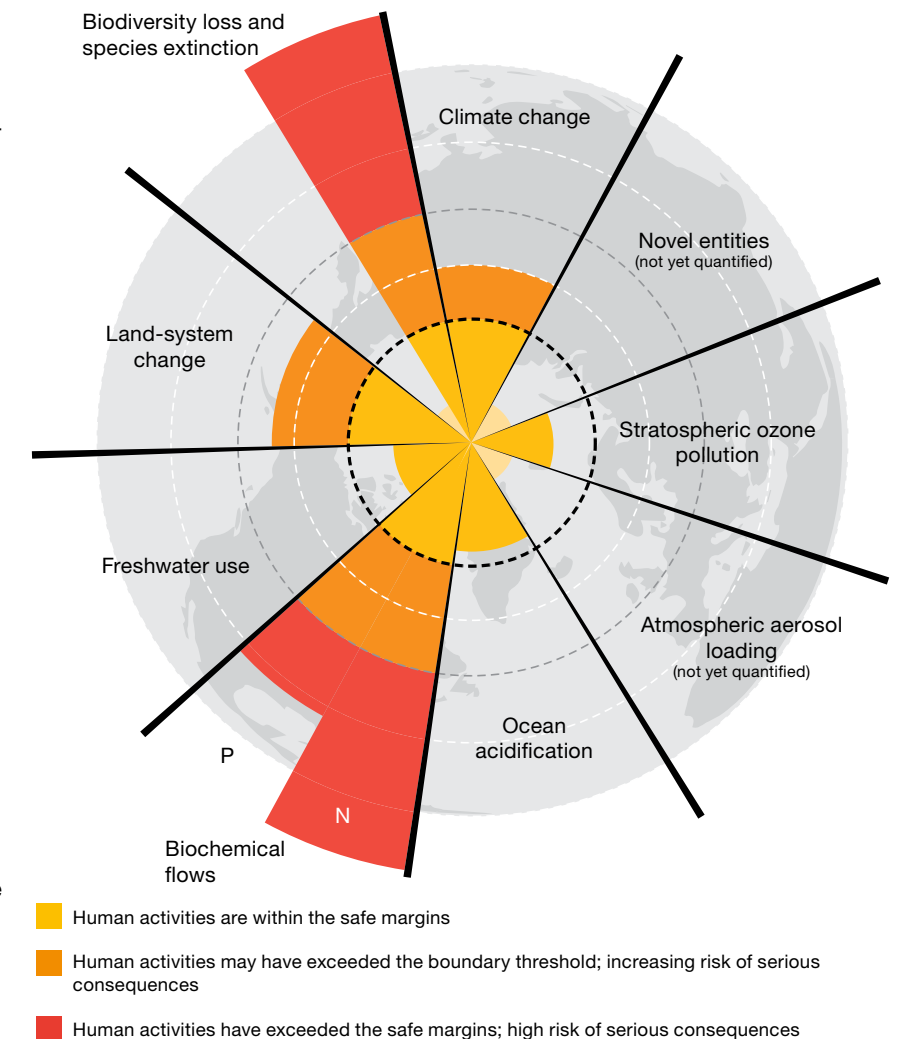 Biodiversity loss and
species extinction
Climate change
Novel entities
(not yet quantified)
Land-system
change
Stratospheric ozone
pollution
Freshwater use
Atmospheric aerosol
loading
(not yet quantified)
Ocean
acidification
P
N
Biochemical
flows
Human activities are within the safe margins
Human activities may have exceeded the boundary threshold; increasing risk of serious
consequences
Human activities have exceeded the safe margins; high risk of serious consequences